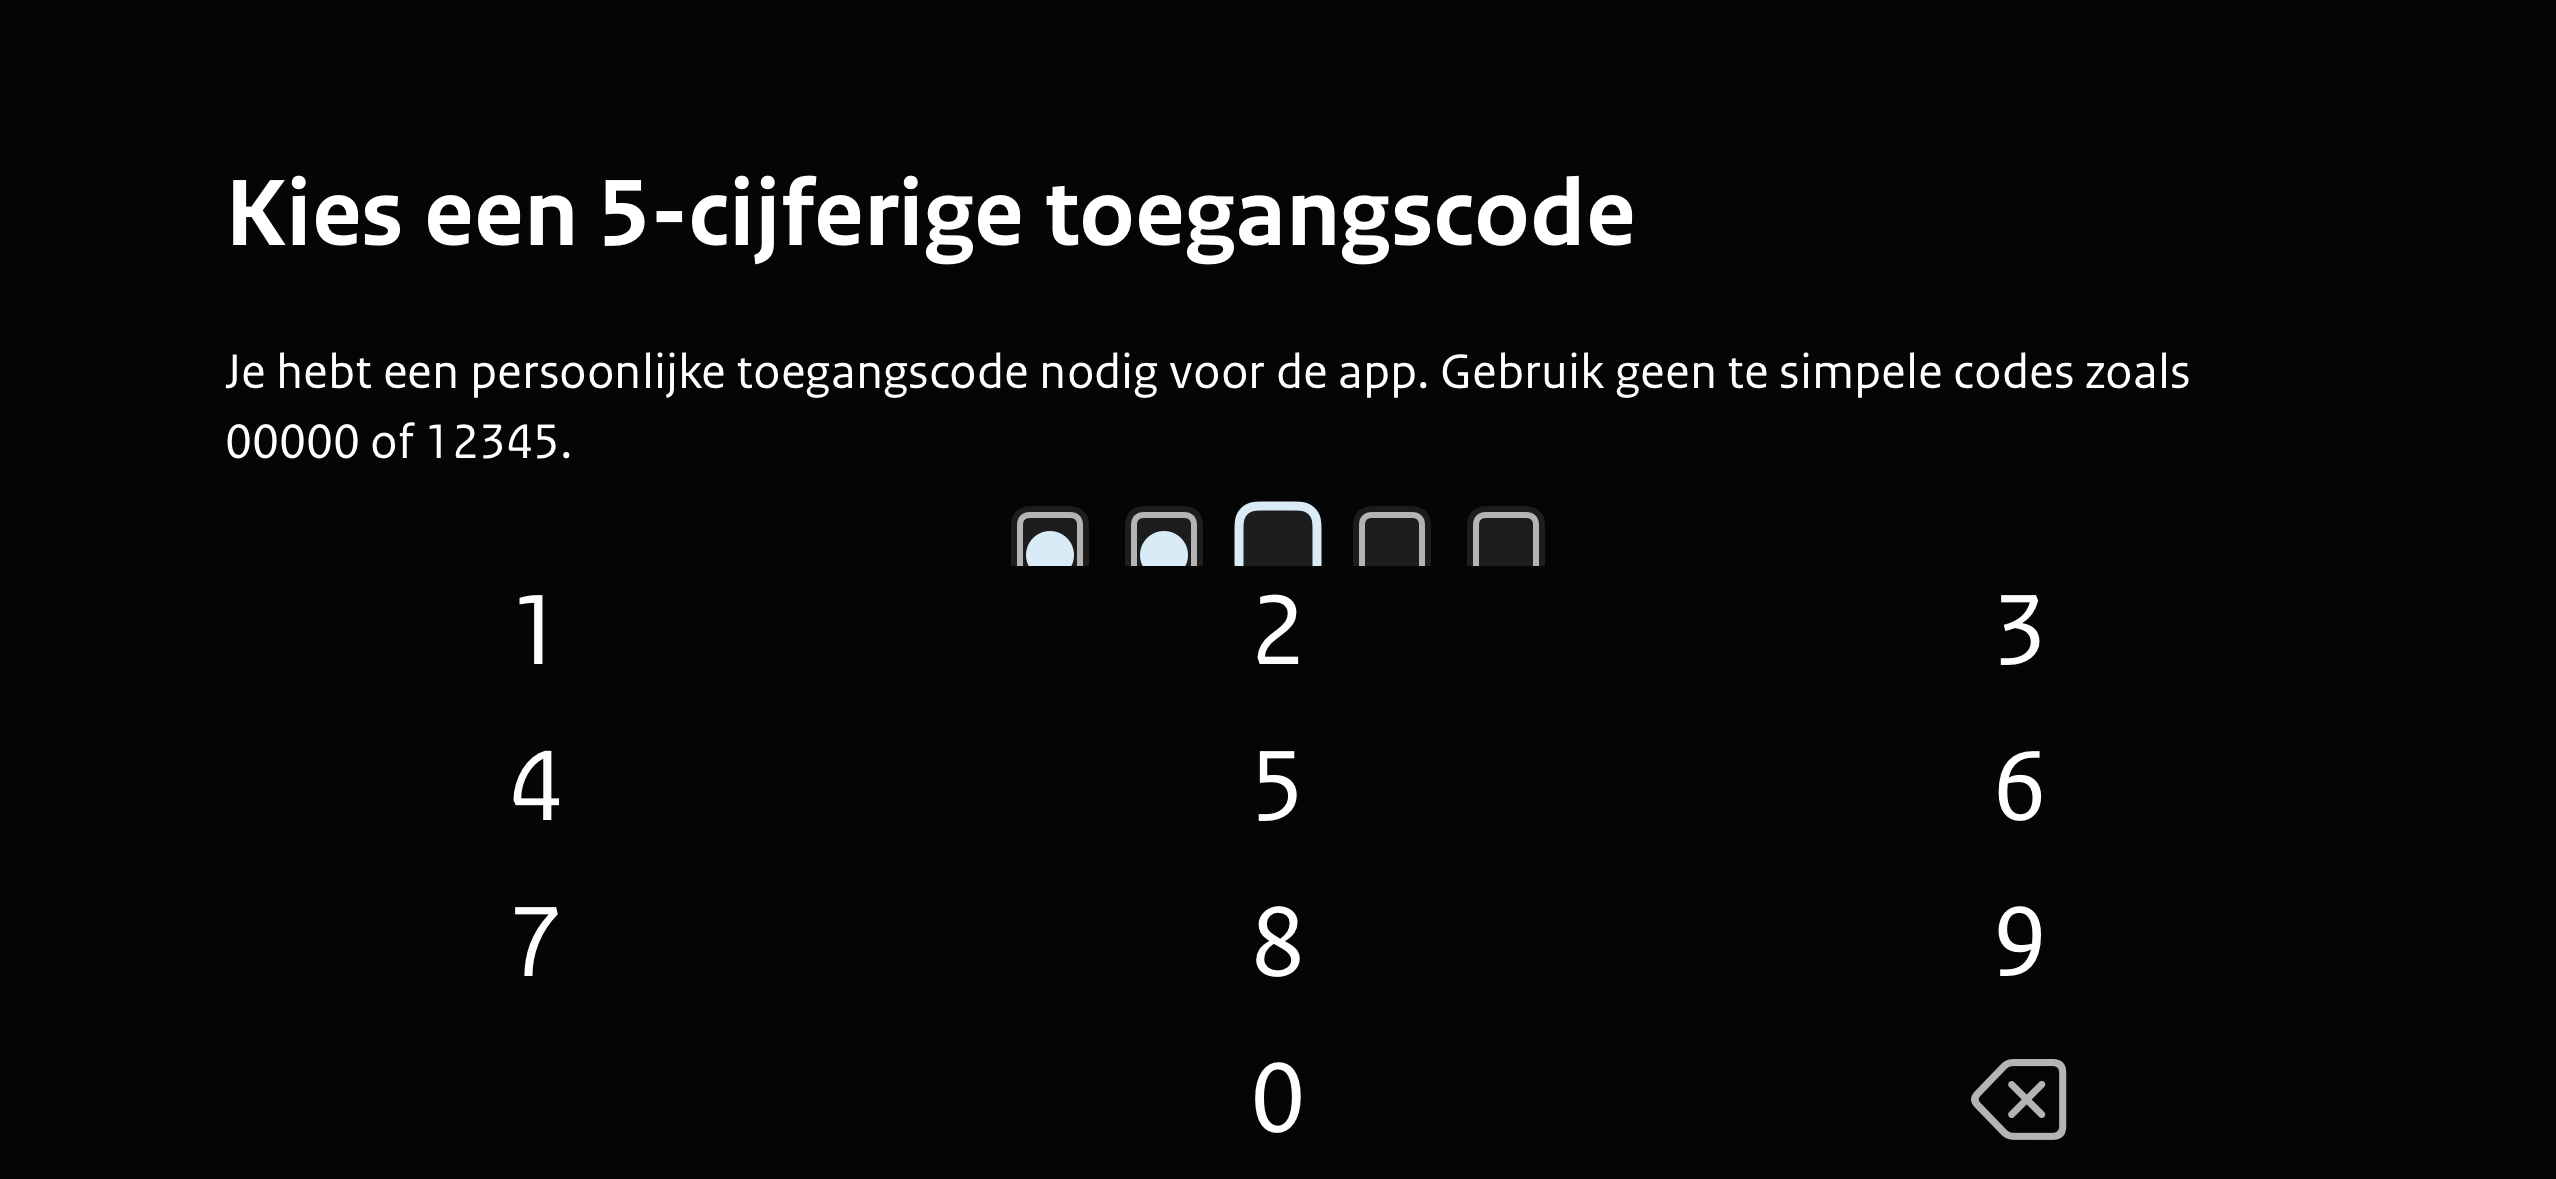 Kies een 5-cijferige toegangscode
Je hebt een persoonlijke toegangscode nodig voor de app. Gebruik geen te simpele codes zoals
00000 of 12345.
1 2 3
4 5 6
7 8 9
0